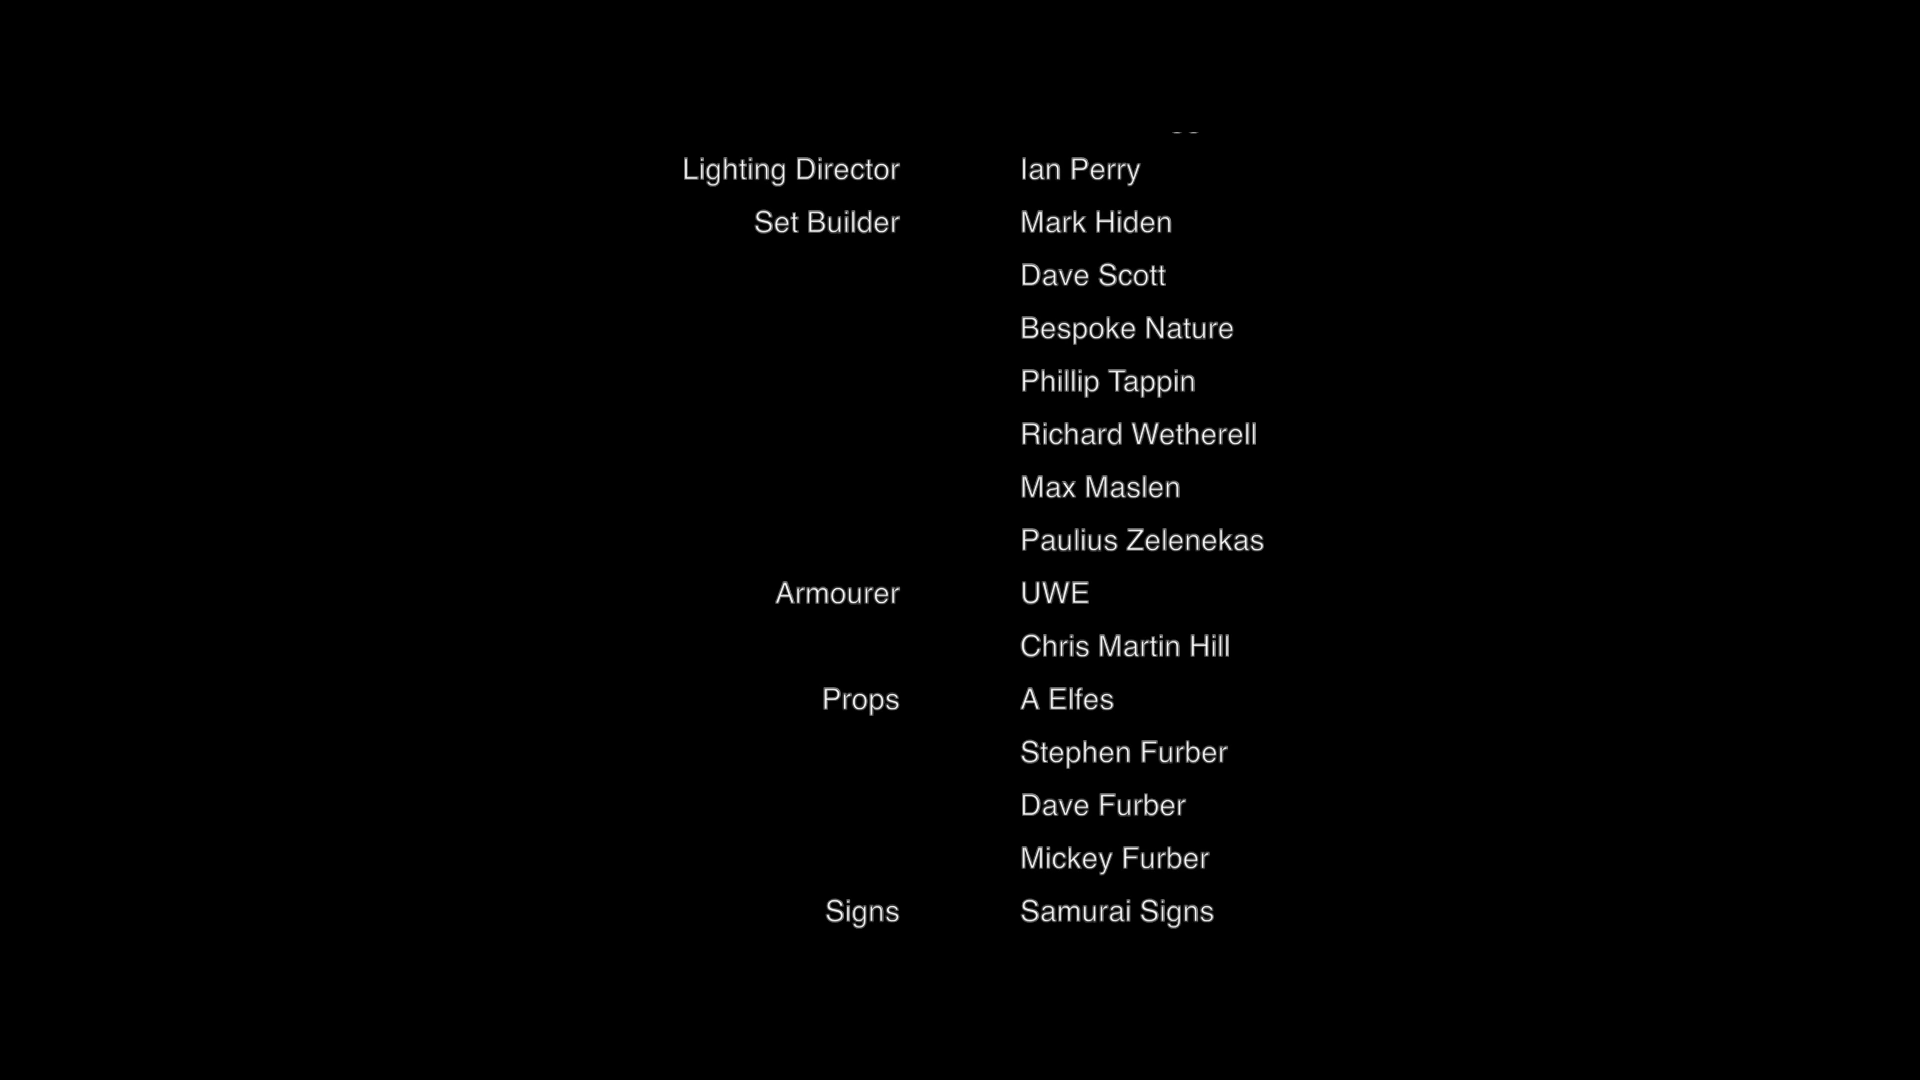 Lighting Director Ian Perry
Set Builder Mark Hiden
Dave Scott
Bespoke Nature
Phillip Tappin
Richard Wetherell
Max Maslen
Paulius Zelenekas
Armourer UWE
Chris Martin Hill
Props A Elfes
Stephen Furber
Dave Furber
Mickey Furber
Signs Samurai Signs